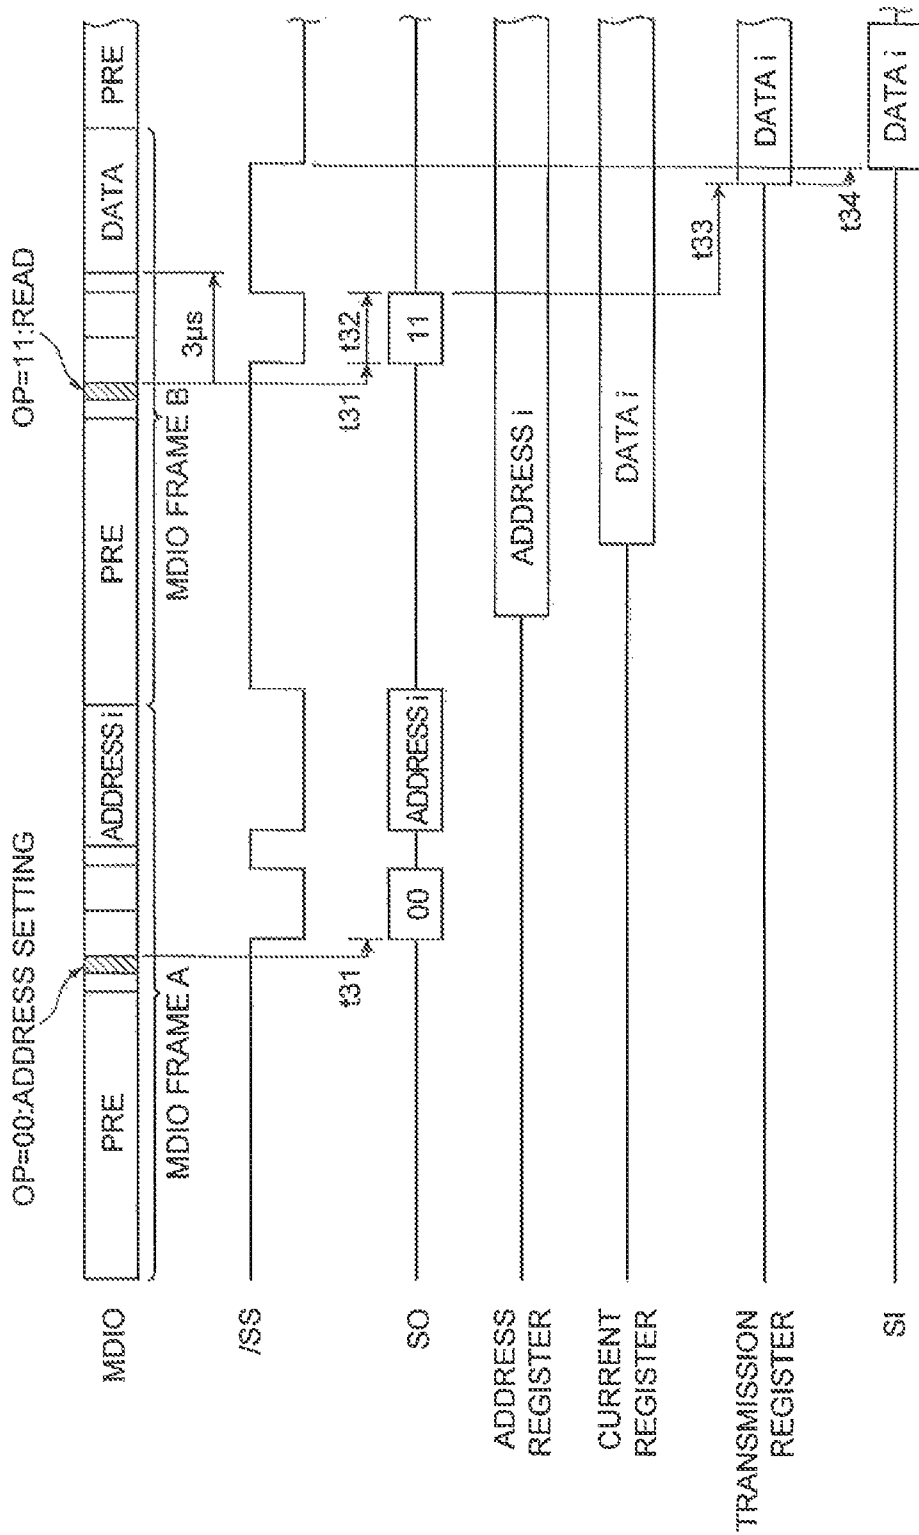 OP=00:ADDRESS SETTING
OP=11:READ
MDIO
PRE
ADDRESS i
PRE
DATA
PRE
MDIO FRAME A
MDIO FRAME B
3µs
/SS
t31
t31
t32
SO
00
ADDRESS i
11
ADDRESS
REGISTER
ADDRESS i
CURRENT
REGISTER
DATA i
t33
TRANSMISSION
REGISTER
DATA i
t34
SI
DATA i